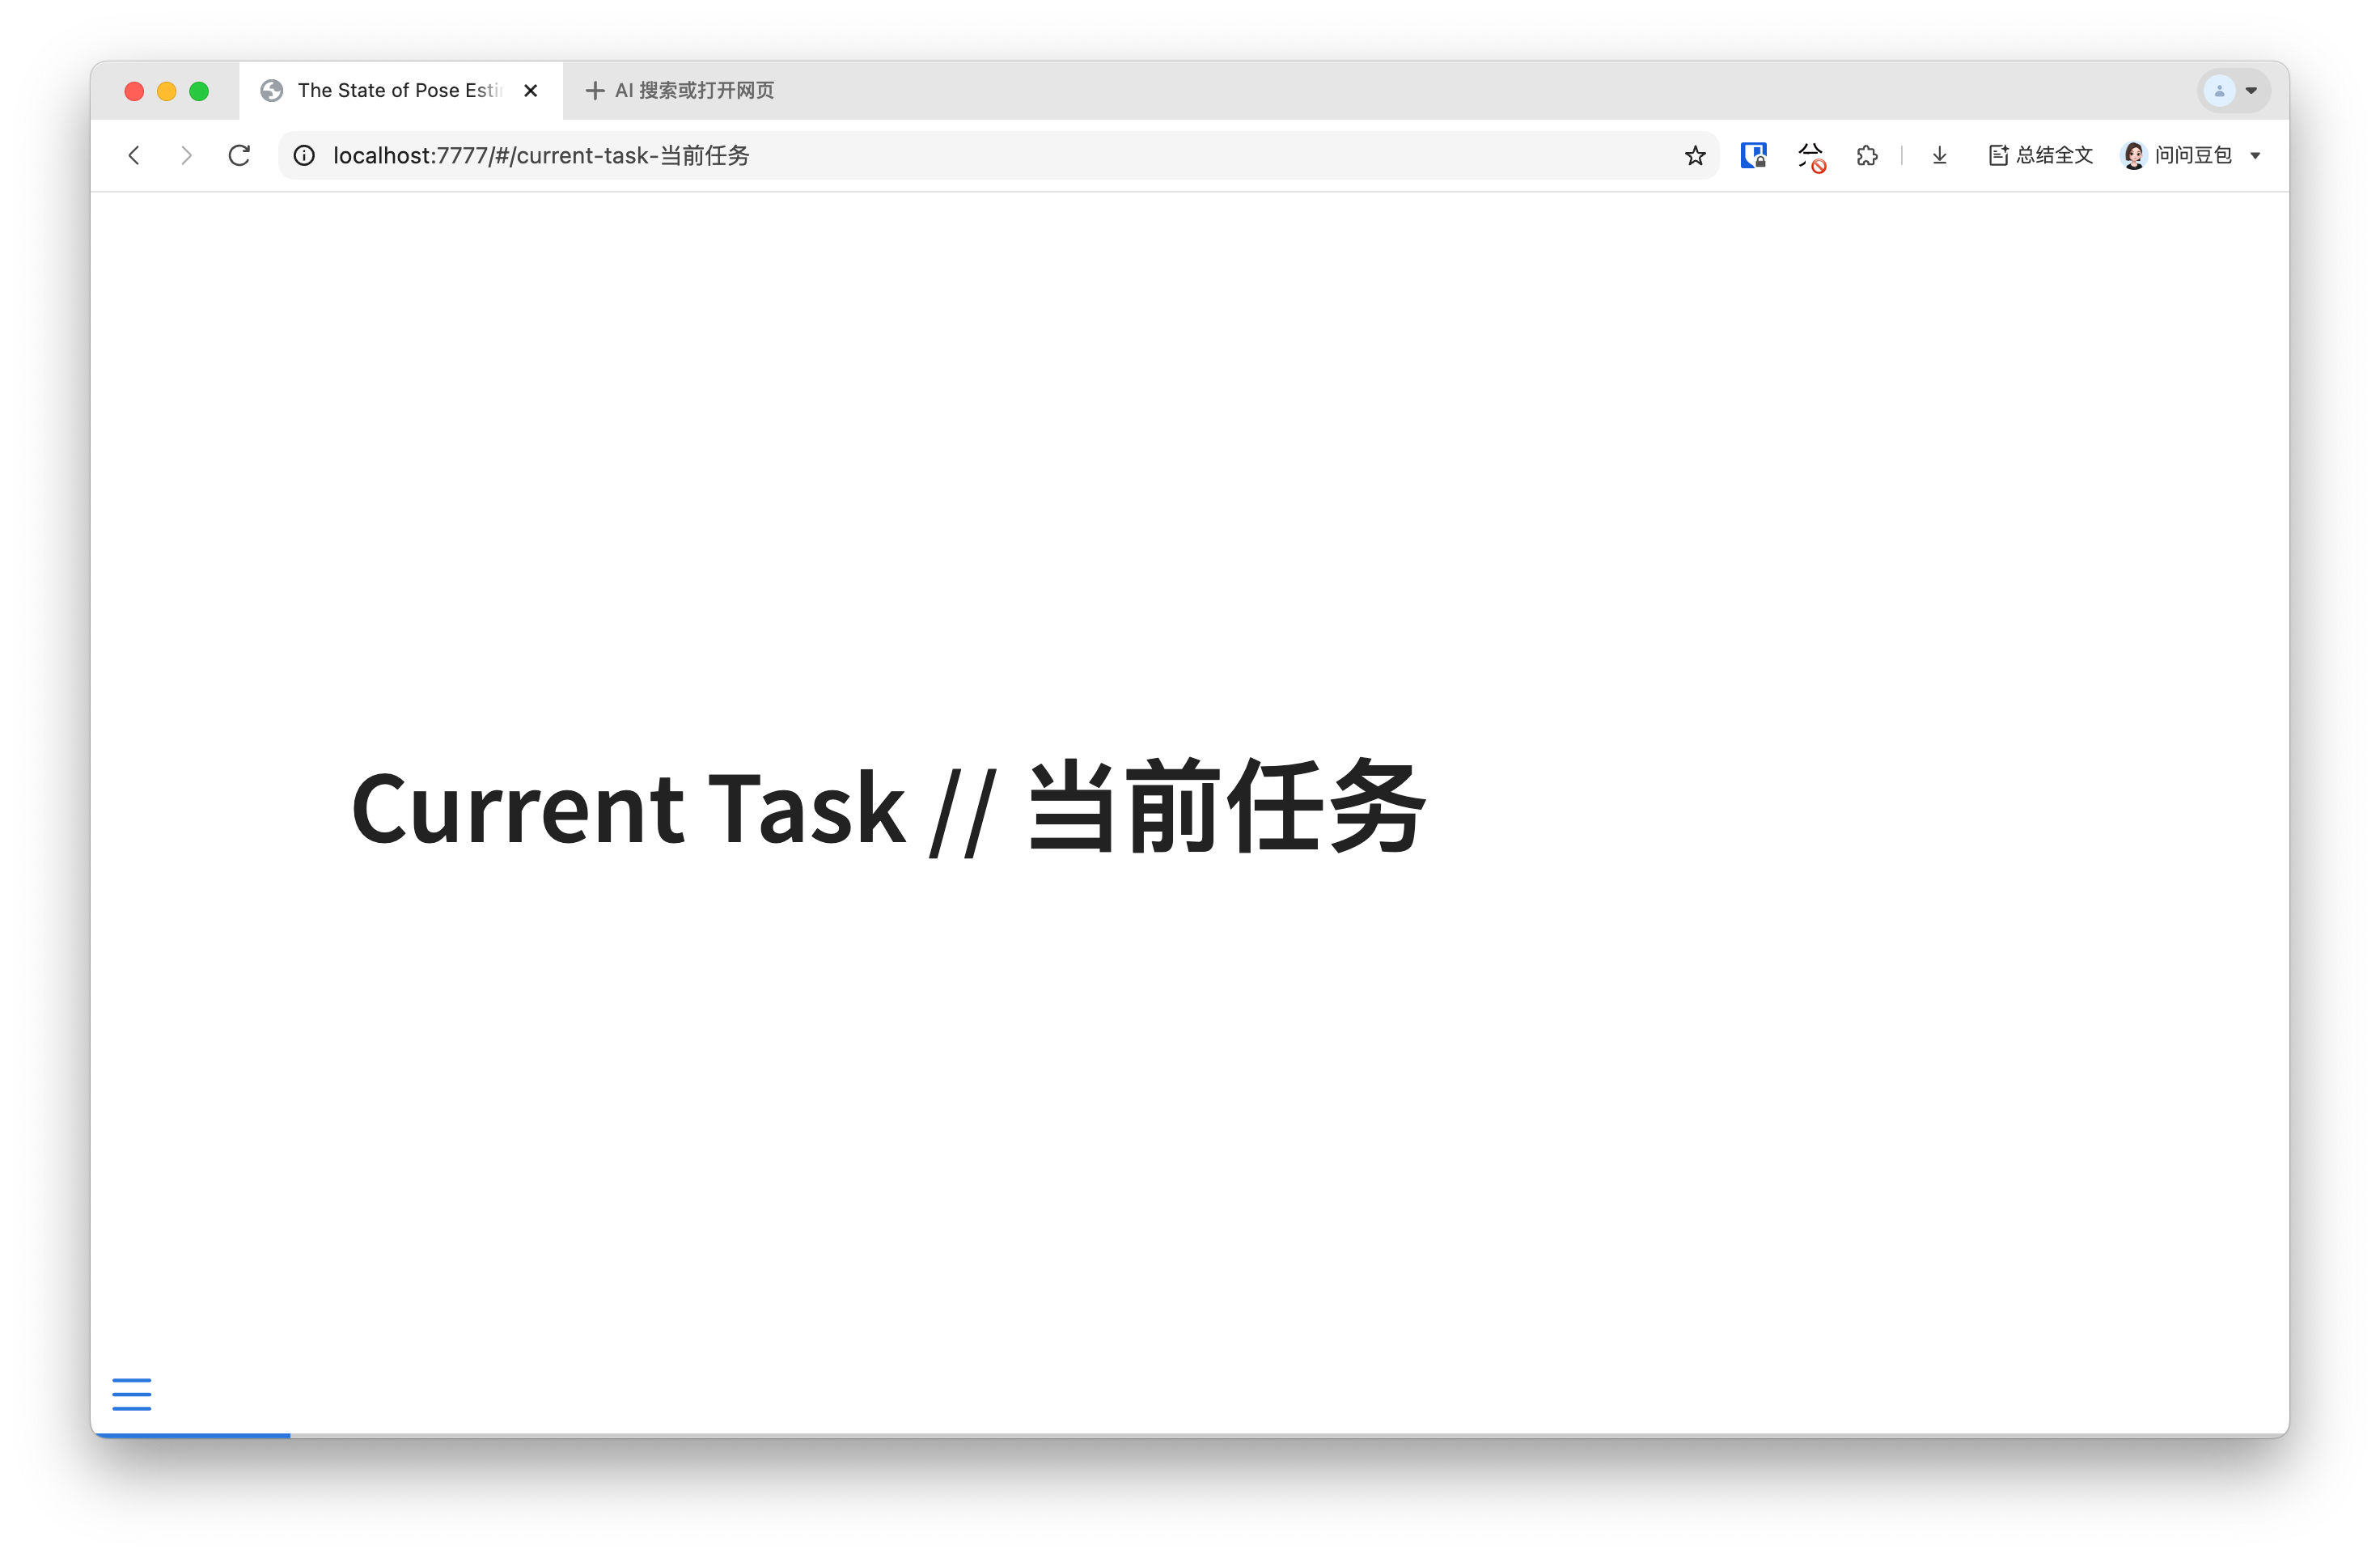 The State of Pose Esti
AI 搜索或打开网页
localhost:7777/#/current-task-当前任务
总结全文
问问豆包
Current Task // 当前任务